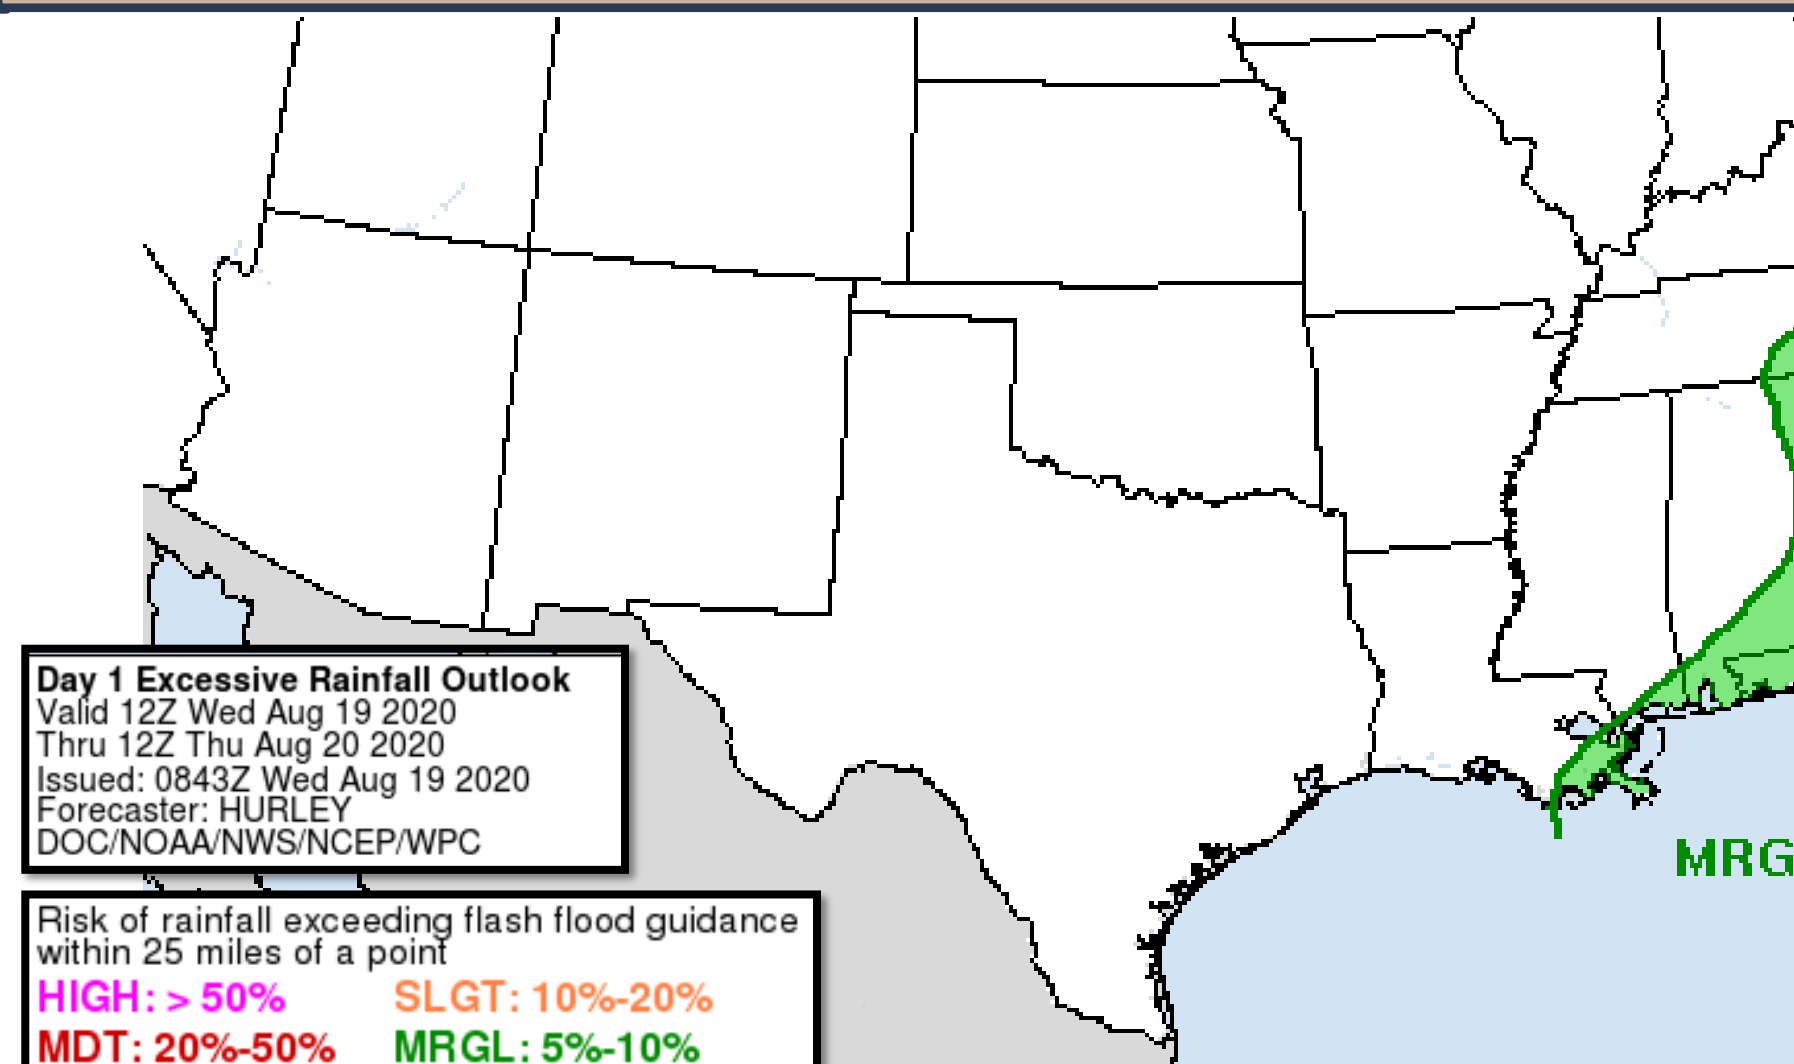 Day 1 Excessive Rainfall Outlook
Valid 12Z Wed Aug 19 2020
Thru 12Z Thu Aug 20 2020
Issued: 0843Z Wed Aug 19 2020
Forecaster: HURLEY
DOC/NOAA/NWS/NCEP/WPC
MRG
Risk of rainfall exceeding flash flood guidance
within 25 miles of a point
HIGH: > 50% SLGT: 10%-20%
MDT: 20%-50% MRGL: 5%-10%